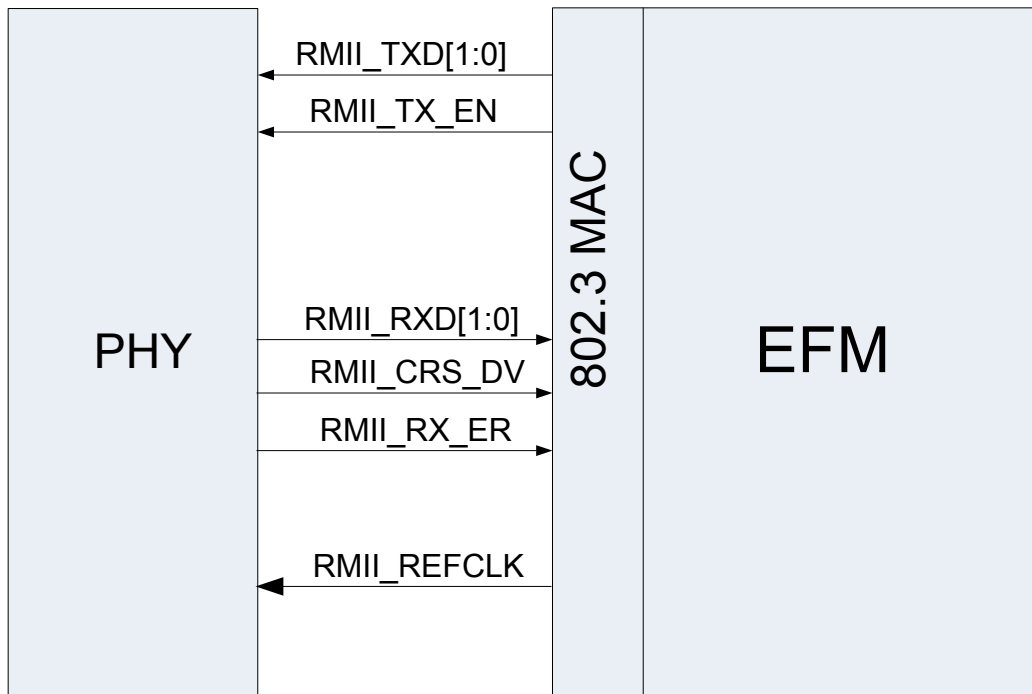 RMII_TXD[1:0]
RMII_TX_EN
802.3 MAC
RMII_RXD[1:0]
PHY
EFM
RMII_CRS_DV
RMII_RX_ER
RMII_REFCLK